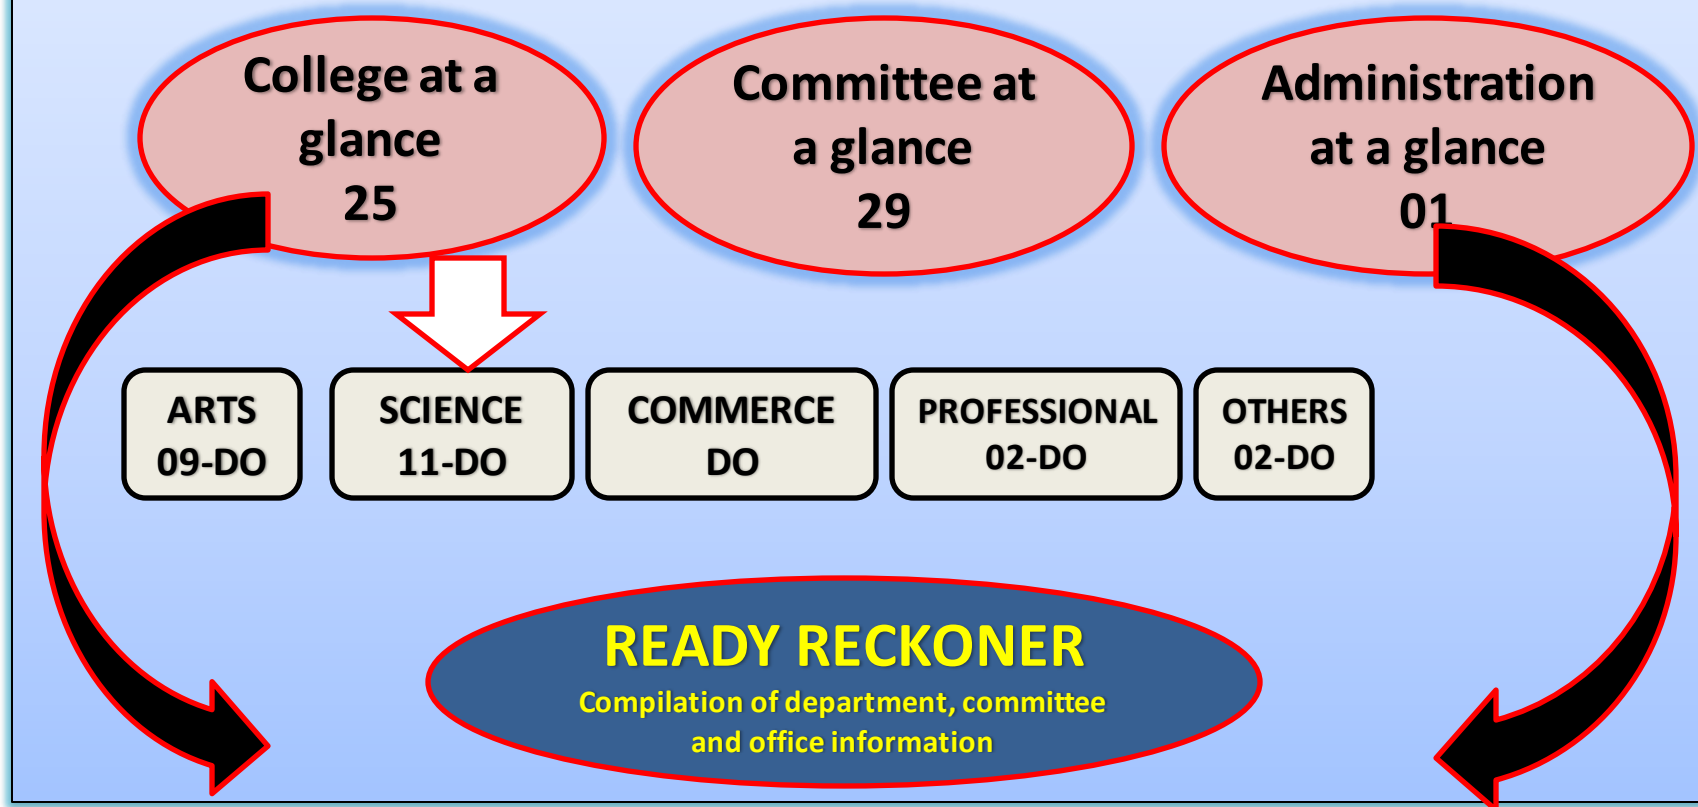 College at a
glance
25
Committee at
a glance
29
Administration
at a glance
01
ARTS
09-DO
SCIENCE
11-DO
COMMERCE
DO
PROFESSIONAL
02-DO
OTHERS
02-DO
READY RECKONER
Compilation of department, committee
and office information